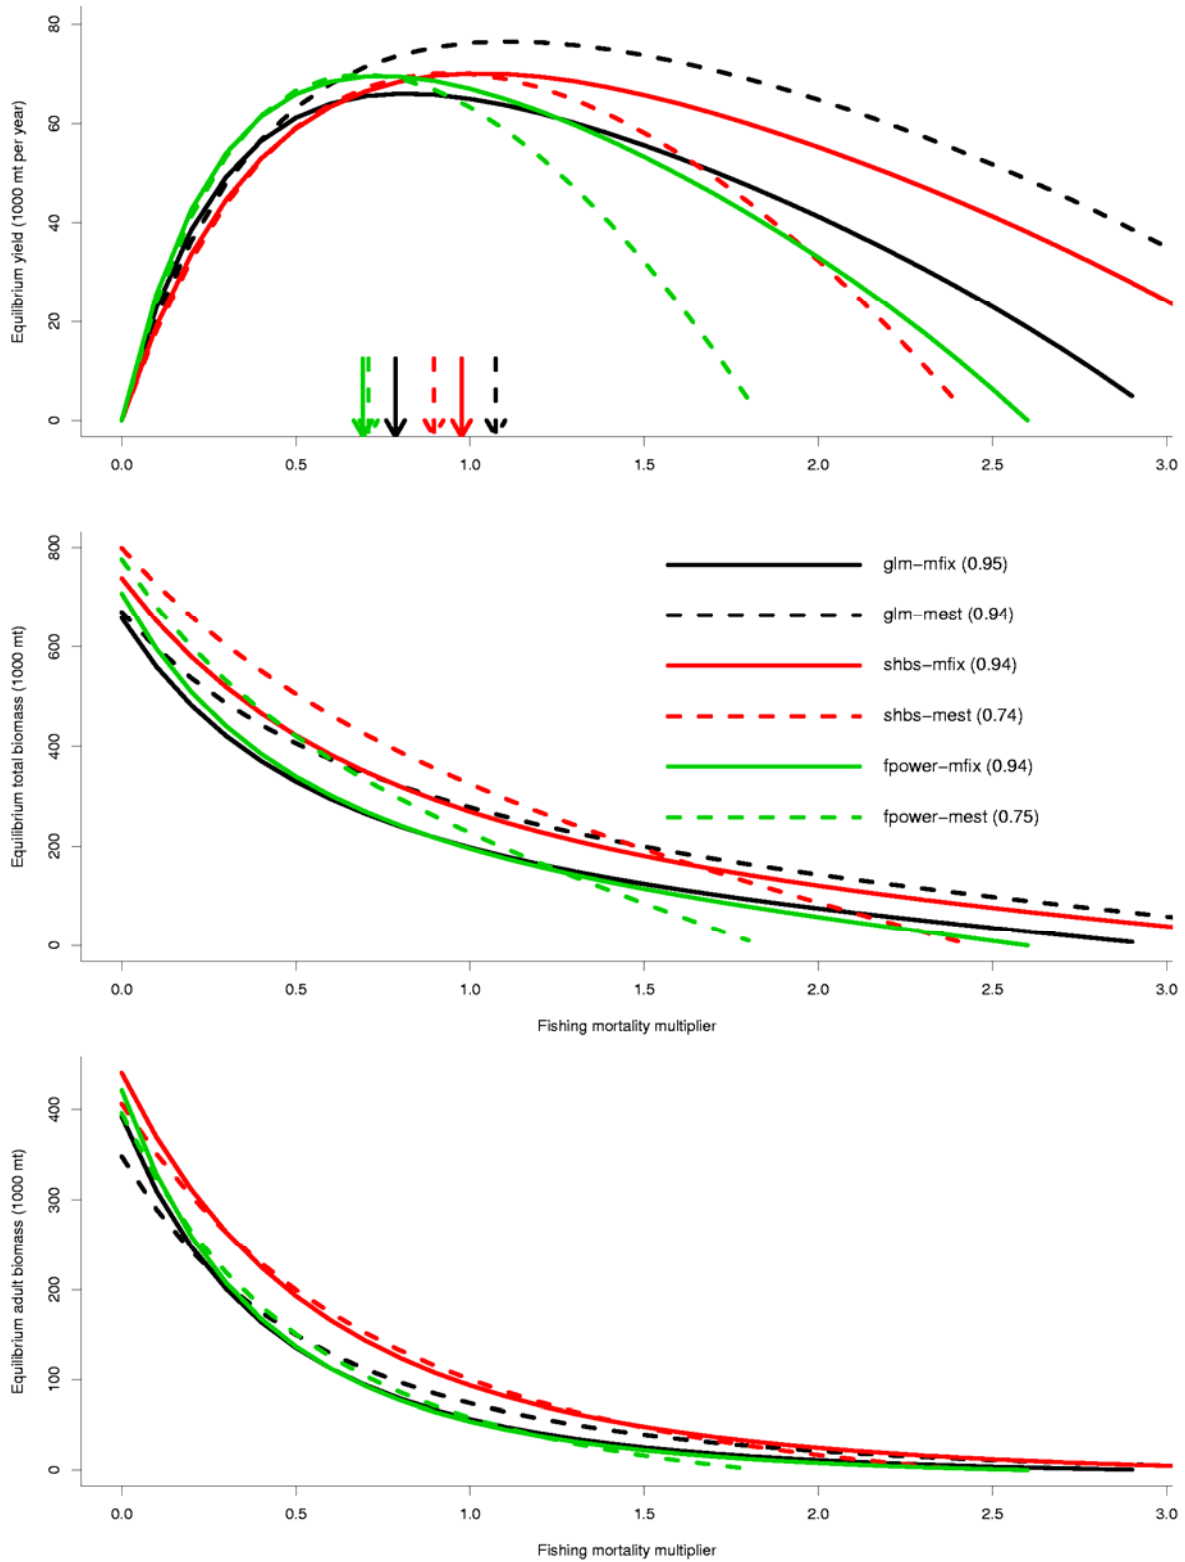 Equilibrium yield (1000 mt per year)
80
60
40
20
0
0.0 0.5 1.0 1.5 2.0 2.5 3.0
Equilibrium total biomass (1000 mt)
800
600
400
200
0
glm−mfix (0.95)
glm−mest (0.94)
shbs−mfix (0.94)
shbs−mest (0.74)
fpower−mfix (0.94)
fpower−mest (0.75)
0.0 0.5 1.0 1.5 2.0 2.5 3.0
Fishing mortality multiplier
Equilibrium adult biomass (1000 mt)
400
300
200
100
0
0.0 0.5 1.0 1.5 2.0 2.5 3.0
Fishing mortality multiplier